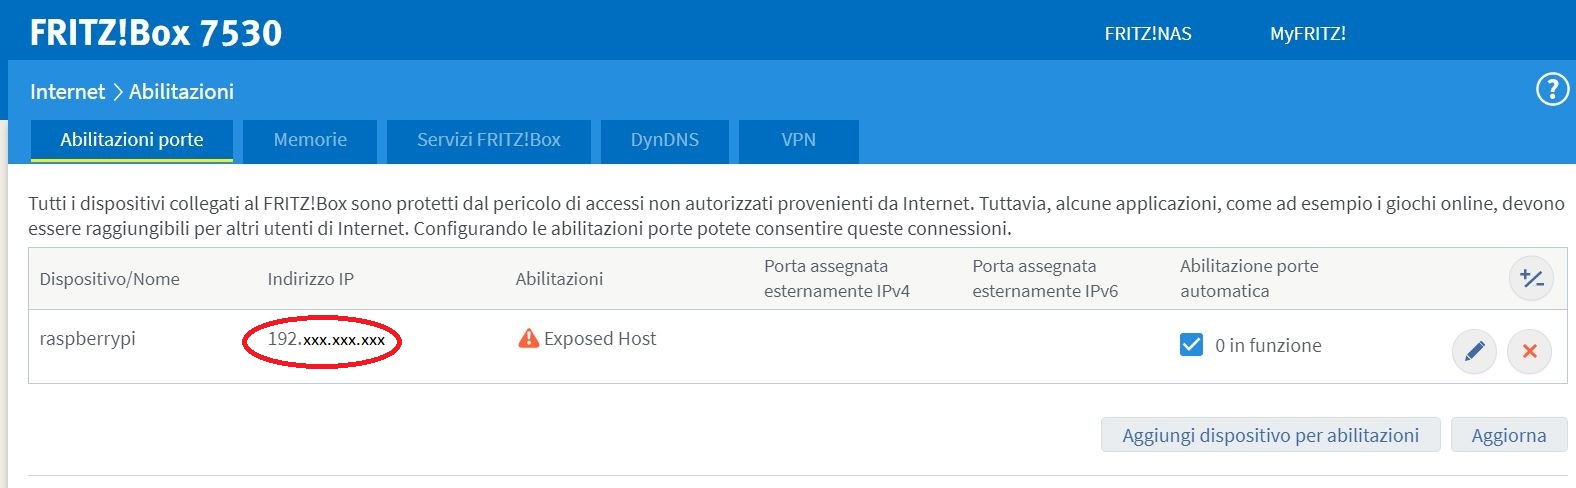 FRITZ!Box 7530
FRITZ!NAS MyFRITZ!
Internet > Abilitazioni
?
Abilitazioni porte Memorie Servizi FRITZ!Box DynDNS VPN
Tutti i dispositivi collegati al FRITZ!Box sono protetti dal pericolo di accessi non autorizzati provenienti da Internet. Tuttavia, alcune applicazioni, come ad esempio i giochi online, devono
essere raggiungibili per altri utenti di Internet. Configurando le abilitazioni porte potete consentire queste connessioni.
Dispositivo/Nome Indirizzo IP Abilitazioni Porta assegnata esternamente IPv4 Porta assegnata esternamente IPv6 Abilitazione porte automatica +/-
raspberrypi 192.xxx.xxx.xxx Exposed Host 0 in funzione
Aggiungi dispositivo per abilitazioni Aggiorna